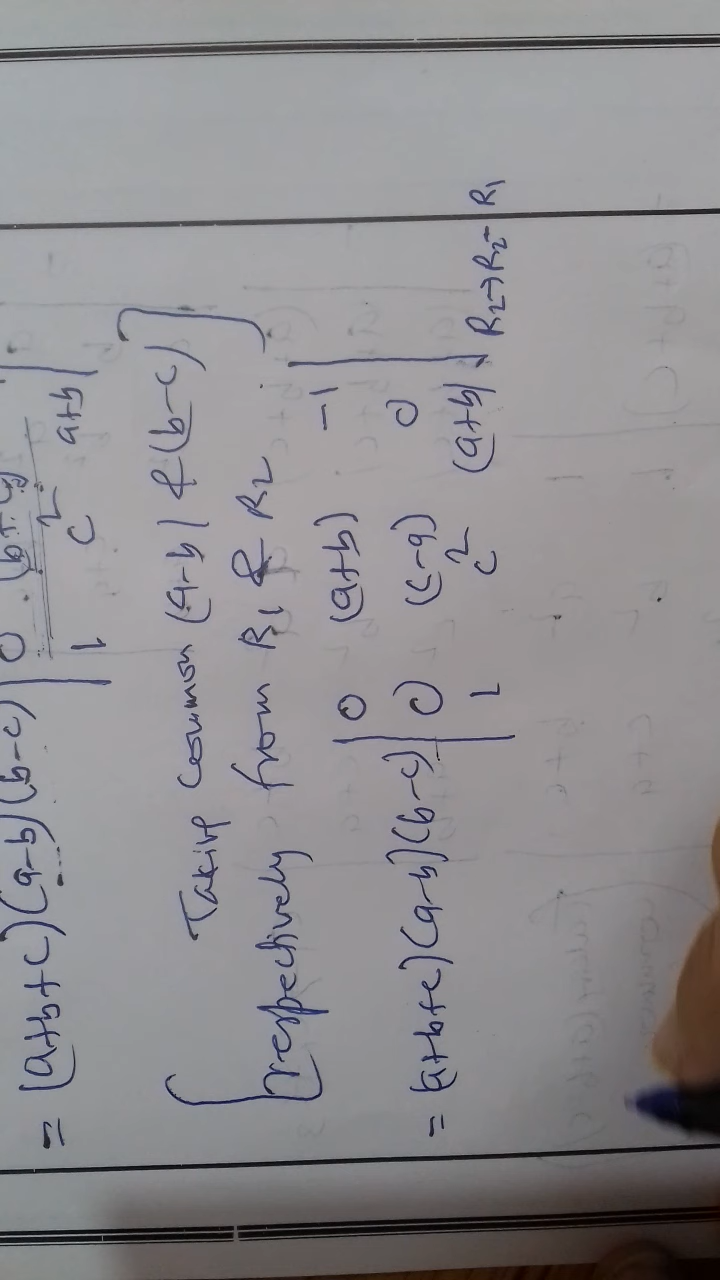 = (a+b+c)(a-b)(b-c) | 0 (b+c)
1 c² a+b |
[ Taking common (a-b) & (b-c)
respectively from R₁ & R₂ ]
| 0 (a+b) -1 |
= (a+b+c)(a-b)(b-c) | 0 (c-a) 0 |
| 1 c² (a+b) | R₂→R₂-R₁